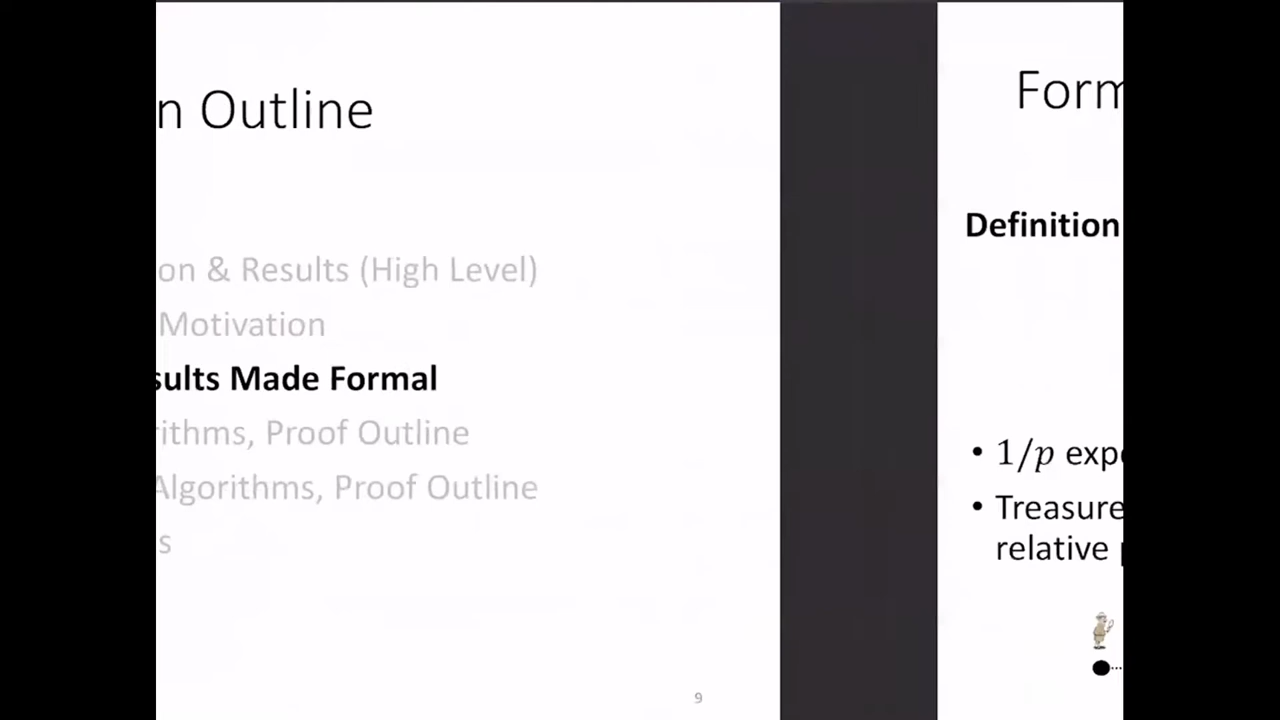 n Outline
on & Results (High Level)
Motivation
sults Made Formal
rithms, Proof Outline
Algorithms, Proof Outline
s
9
Form
Definition
• 1/p exp
• Treasure
relative